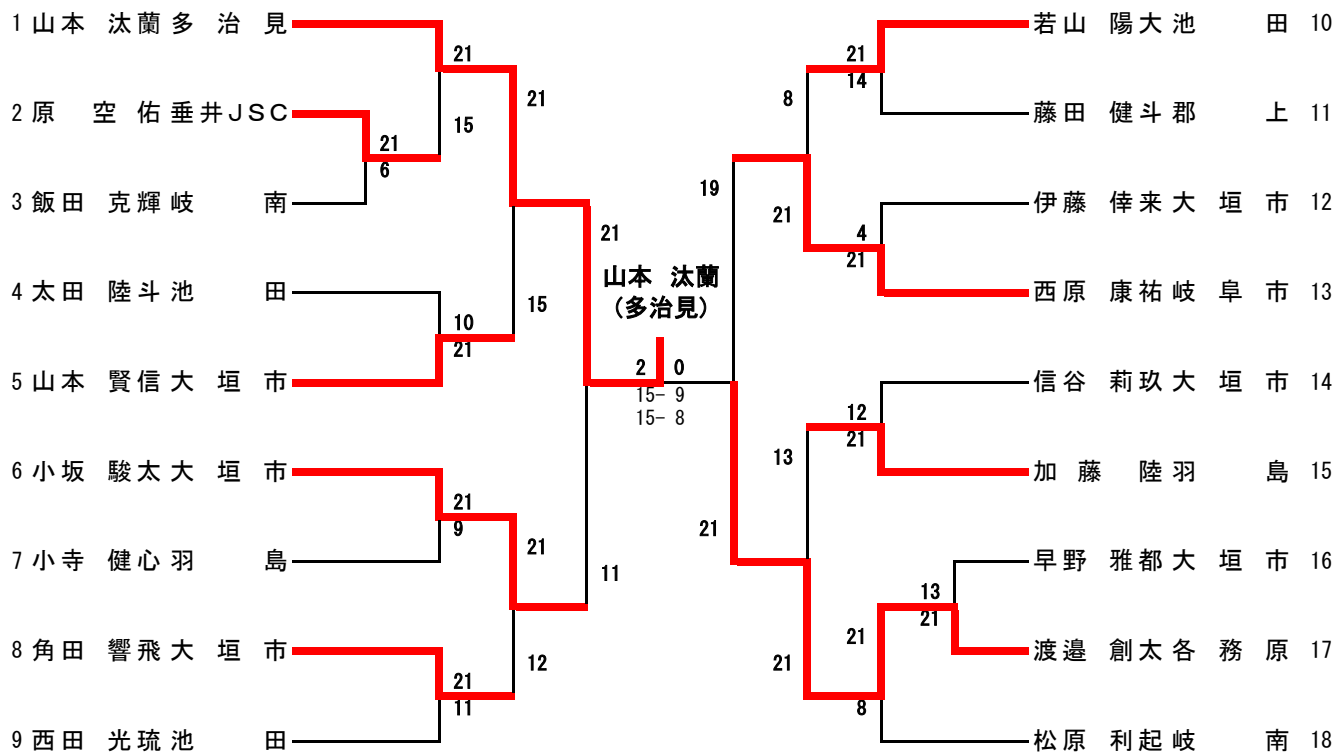 1 山本 汰蘭 多 治 見
21
2 原 空佑 垂井JSC
21
15
21
6
3 飯田 克輝 岐 南
21
4 太田 陸斗 池 田
15
10
21
5 山本 賢信 大 垣 市
6 小坂 駿太 大 垣 市
21
9
21
7 小寺 健心 羽 島
11
8 角田 響飛 大 垣 市
12
21
11
9 西田 光琉 池 田
山本 汰蘭
(多治見)
2 0
15- 9
15- 8
若山 陽大 池 田 10
21
14
8
藤田 健斗 郡 上 11
19
伊藤 倖来 大 垣 市 12
21
4
21
西原 康祐 岐 阜 市 13
信谷 莉玖 大 垣 市 14
12
21
13
加藤 陸 羽 島 15
21
早野 雅都 大 垣 市 16
13
21
21
渡邉 創太 各 務 原 17
21
8
松原 利起 岐 南 18